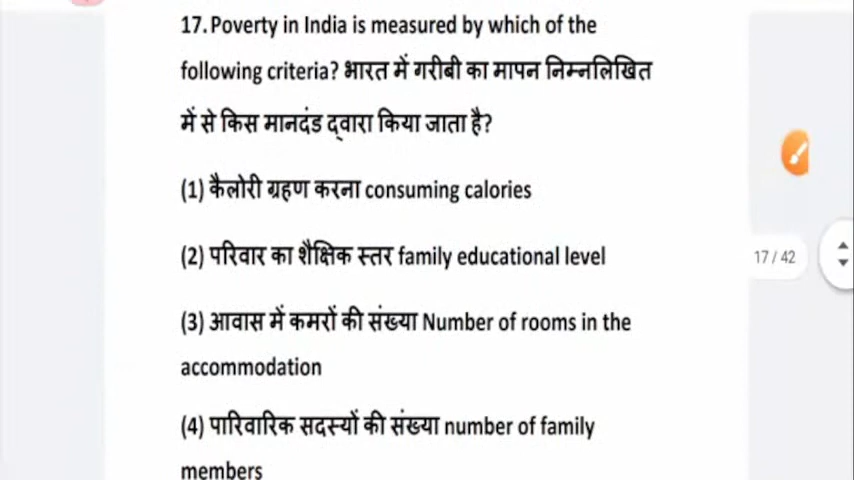 17. Poverty in India is measured by which of the
following criteria? भारत में गरीबी का मापन निम्नलिखित
में से किस मानदंड द्वारा किया जाता है?
(1) कैलोरी ग्रहण करना consuming calories
(2) परिवार का शैक्षिक स्तर family educational level
17 / 42
(3) आवास में कमरों की संख्या Number of rooms in the
accommodation
(4) पारिवारिक सदस्यों की संख्या number of family
members